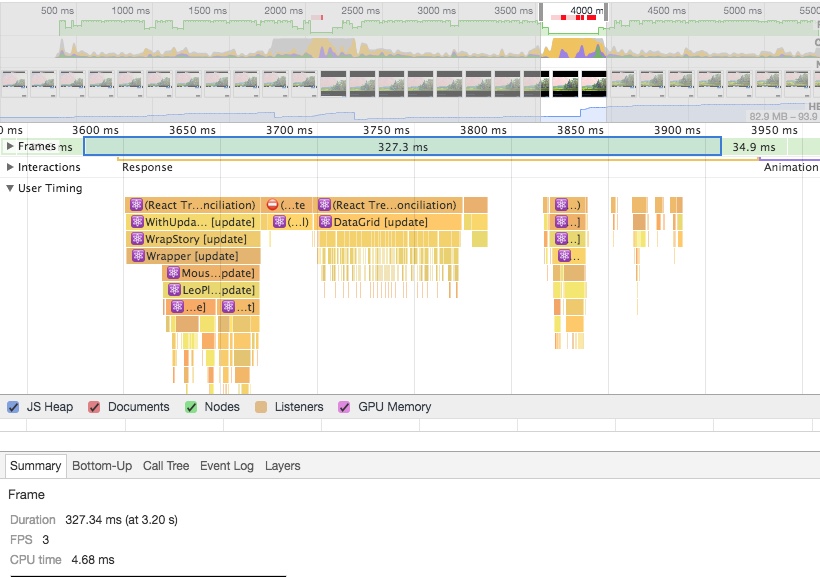 500 ms 1000 ms 1500 ms 2000 ms 2500 ms 3000 ms 3500 ms 4000 m 4500 ms 5000 ms 5500
F
N
HE
82.9 MB – 93.9
0 ms 3600 ms 3650 ms 3700 ms 3750 ms 3800 ms 3850 ms 3900 ms 3950 ms
Frames ms 327.3 ms 34.9 ms
Interactions Response Animation
User Timing
(React Tr...nciliation) (...te (React Tre...onciliation) ...)
WithUpda... [update] (...l) DataGrid [update] ...]
WrapStory [update] ...]
Wrapper [update] ..
Mous...pdate]
LeoPl...pdate]
...e] ...t]
JS Heap Documents Nodes Listeners GPU Memory
Summary Bottom-Up Call Tree Event Log Layers
Frame
Duration 327.34 ms (at 3.20 s)
FPS 3
CPU time 4.68 ms